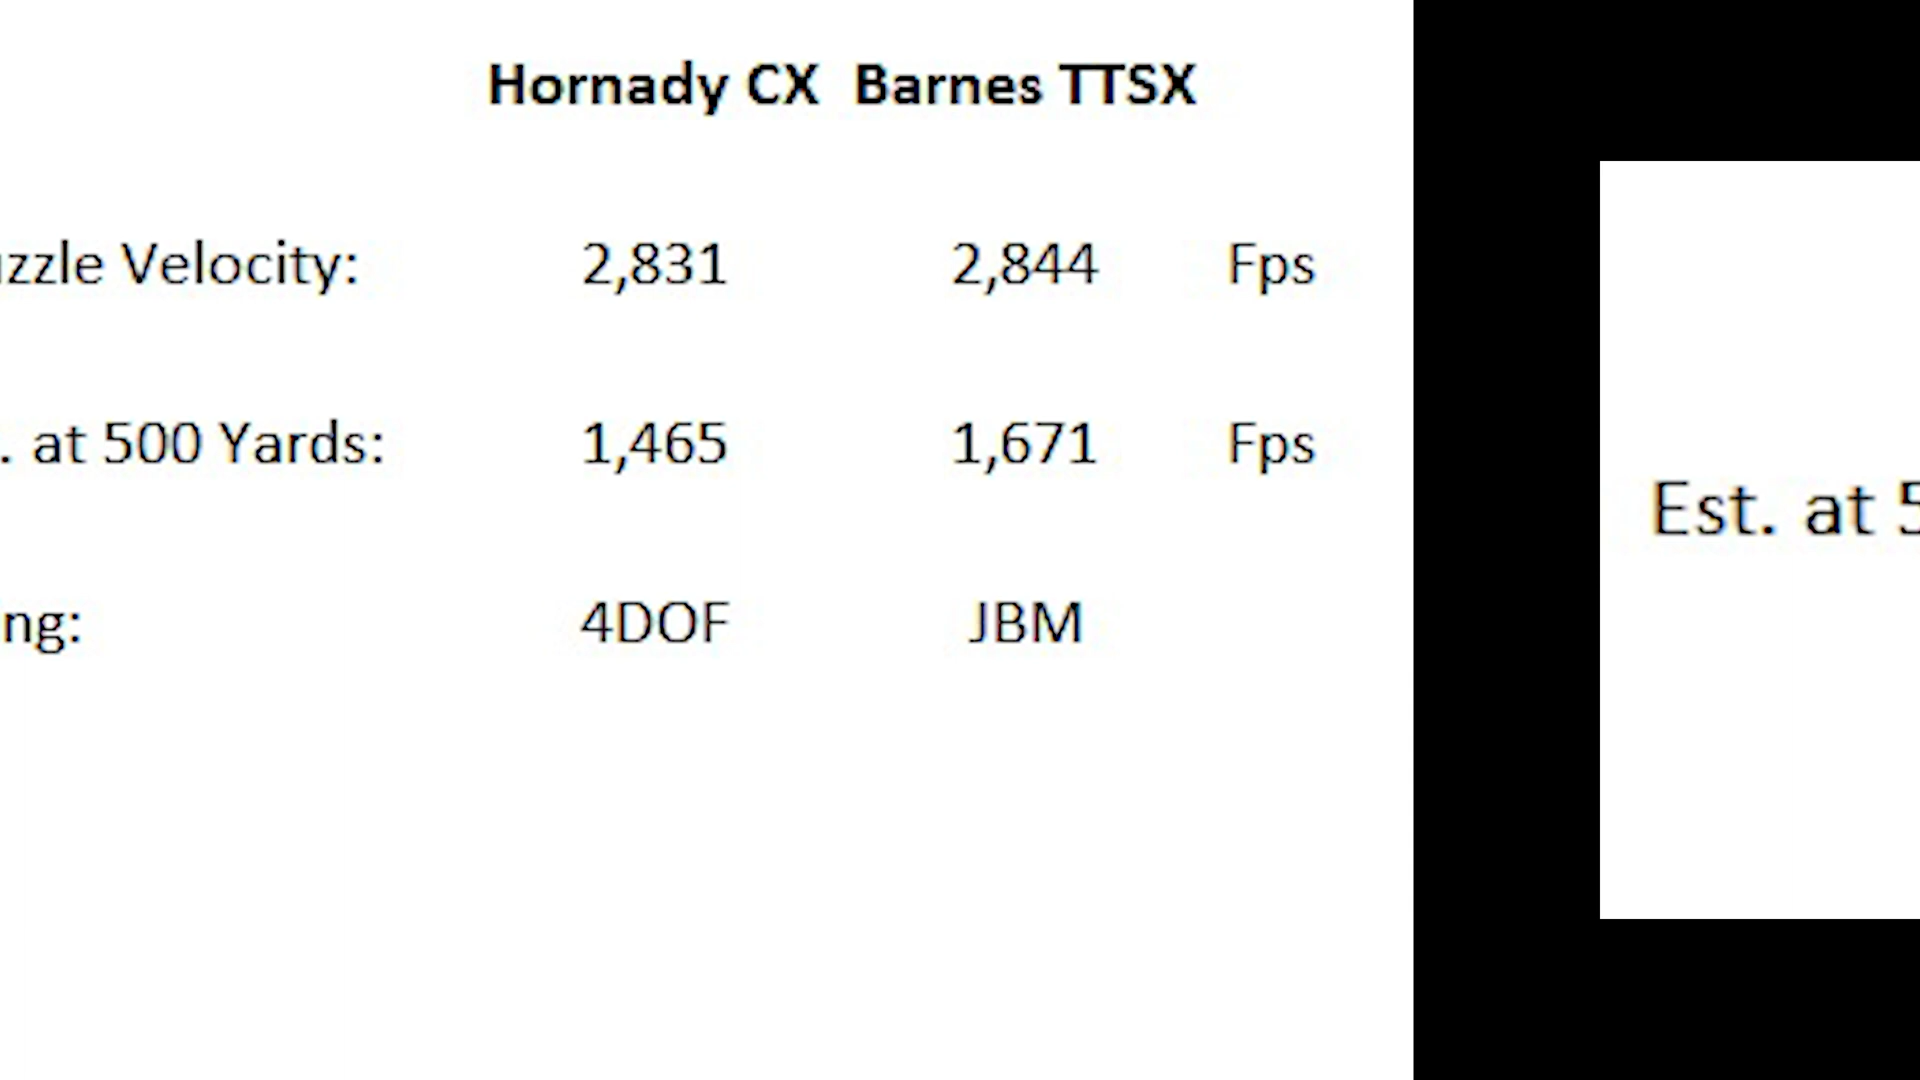 Hornady CX Barnes TTSX
zzle Velocity: 2,831 2,844 Fps
. at 500 Yards: 1,465 1,671 Fps
ng: 4DOF JBM
Est. at 5